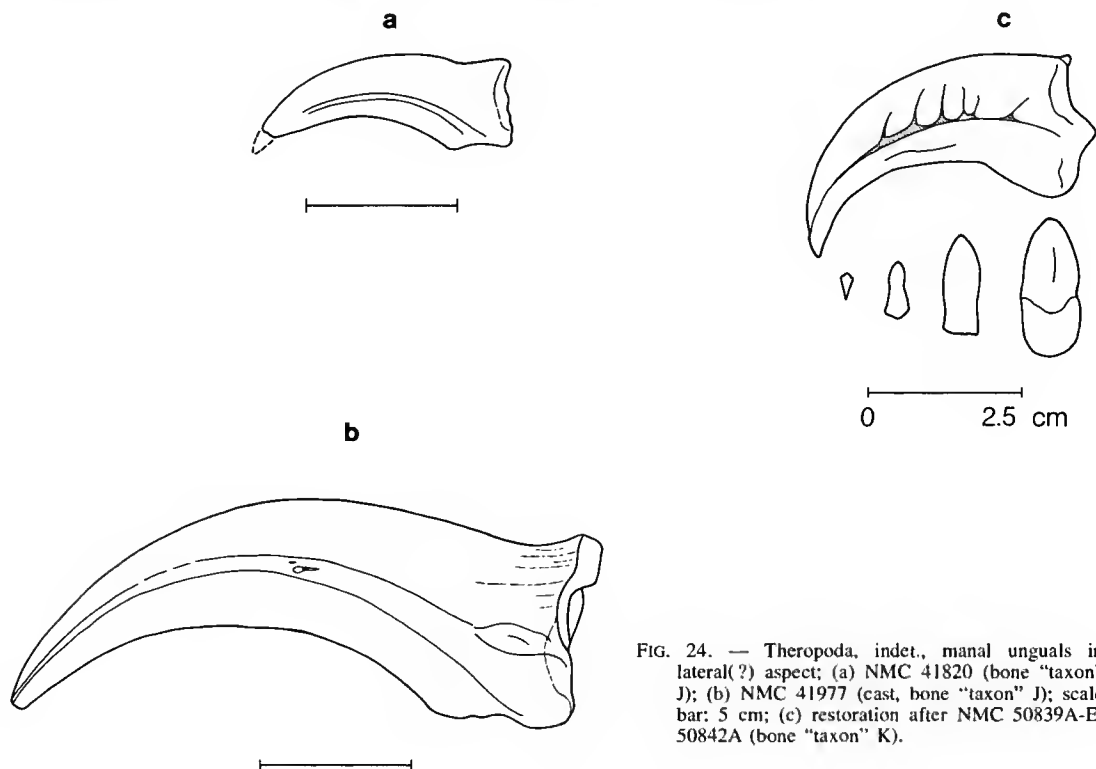 a
c
0 2.5 cm
b
FIG. 24. — Theropoda, indet., manal unguals in
lateral(?) aspect; (a) NMC 41820 (bone "taxon"
J); (b) NMC 41977 (cast, bone "taxon" J); scale
bar: 5 cm; (c) restoration after NMC 50839A-E
50842A (bone "taxon" K).